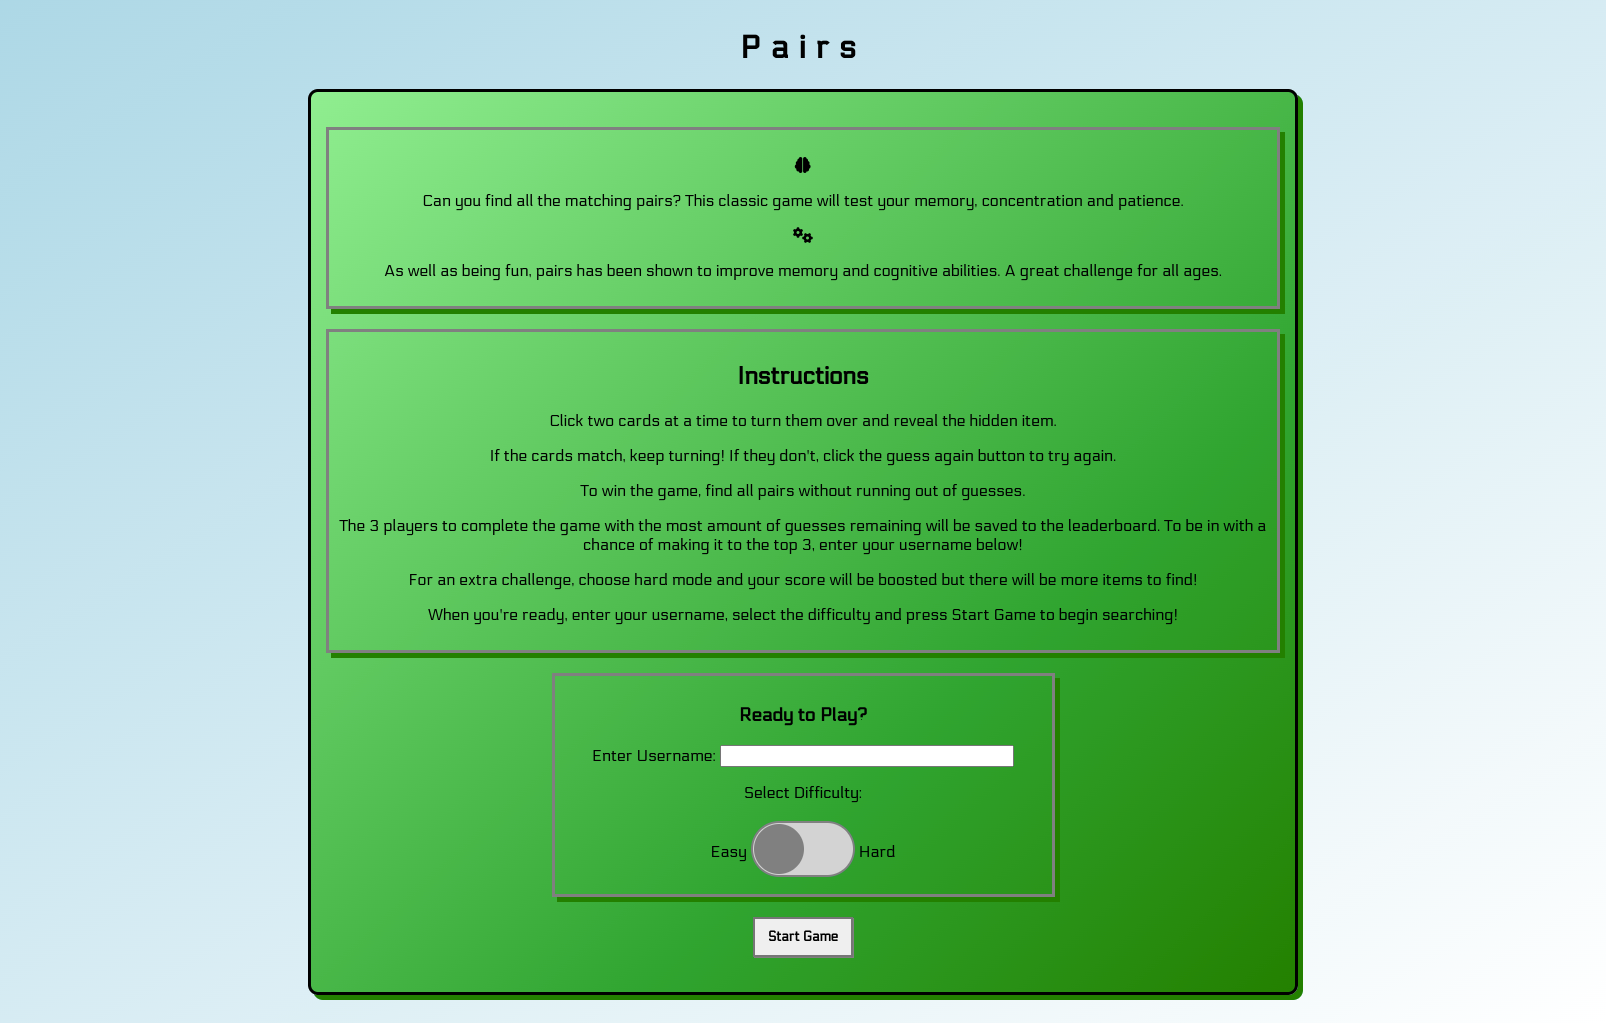 Pairs
Can you find all the matching pairs? This classic game will test your memory, concentration and patience.
As well as being fun, pairs has been shown to improve memory and cognitive abilities. A great challenge for all ages.
Instructions
Click two cards at a time to turn them over and reveal the hidden item.
If the cards match, keep turning! If they don't, click the guess again button to try again.
To win the game, find all pairs without running out of guesses.
The 3 players to complete the game with the most amount of guesses remaining will be saved to the leaderboard. To be in with a
chance of making it to the top 3, enter your username below!
For an extra challenge, choose hard mode and your score will be boosted but there will be more items to find!
When you're ready, enter your username, select the difficulty and press Start Game to begin searching!
Ready to Play?
Enter Username:
Select Difficulty:
Easy Hard
Start Game